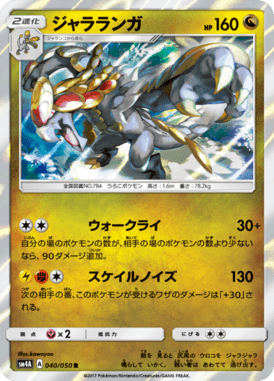 2進化
ジャラランガ
HP160
ジャランゴから進化
全国図鑑NO.784 うろこポケモン 高さ:1.6m 重さ:78.2kg
ウォークライ 30+
自分の場のポケモンの数が、相手の場のポケモンの数より少ない
なら、90ダメージ追加。
スケイルノイズ 130
次の相手の番、このポケモンが受けるワザのダメージは「+30」され
る。
弱点 ×2 抵抗力 にげる
illus.kawayoo
SM4A A 040/050 R
©2017 Pokémon/Nintendo/Creatures/GAME FREAK.